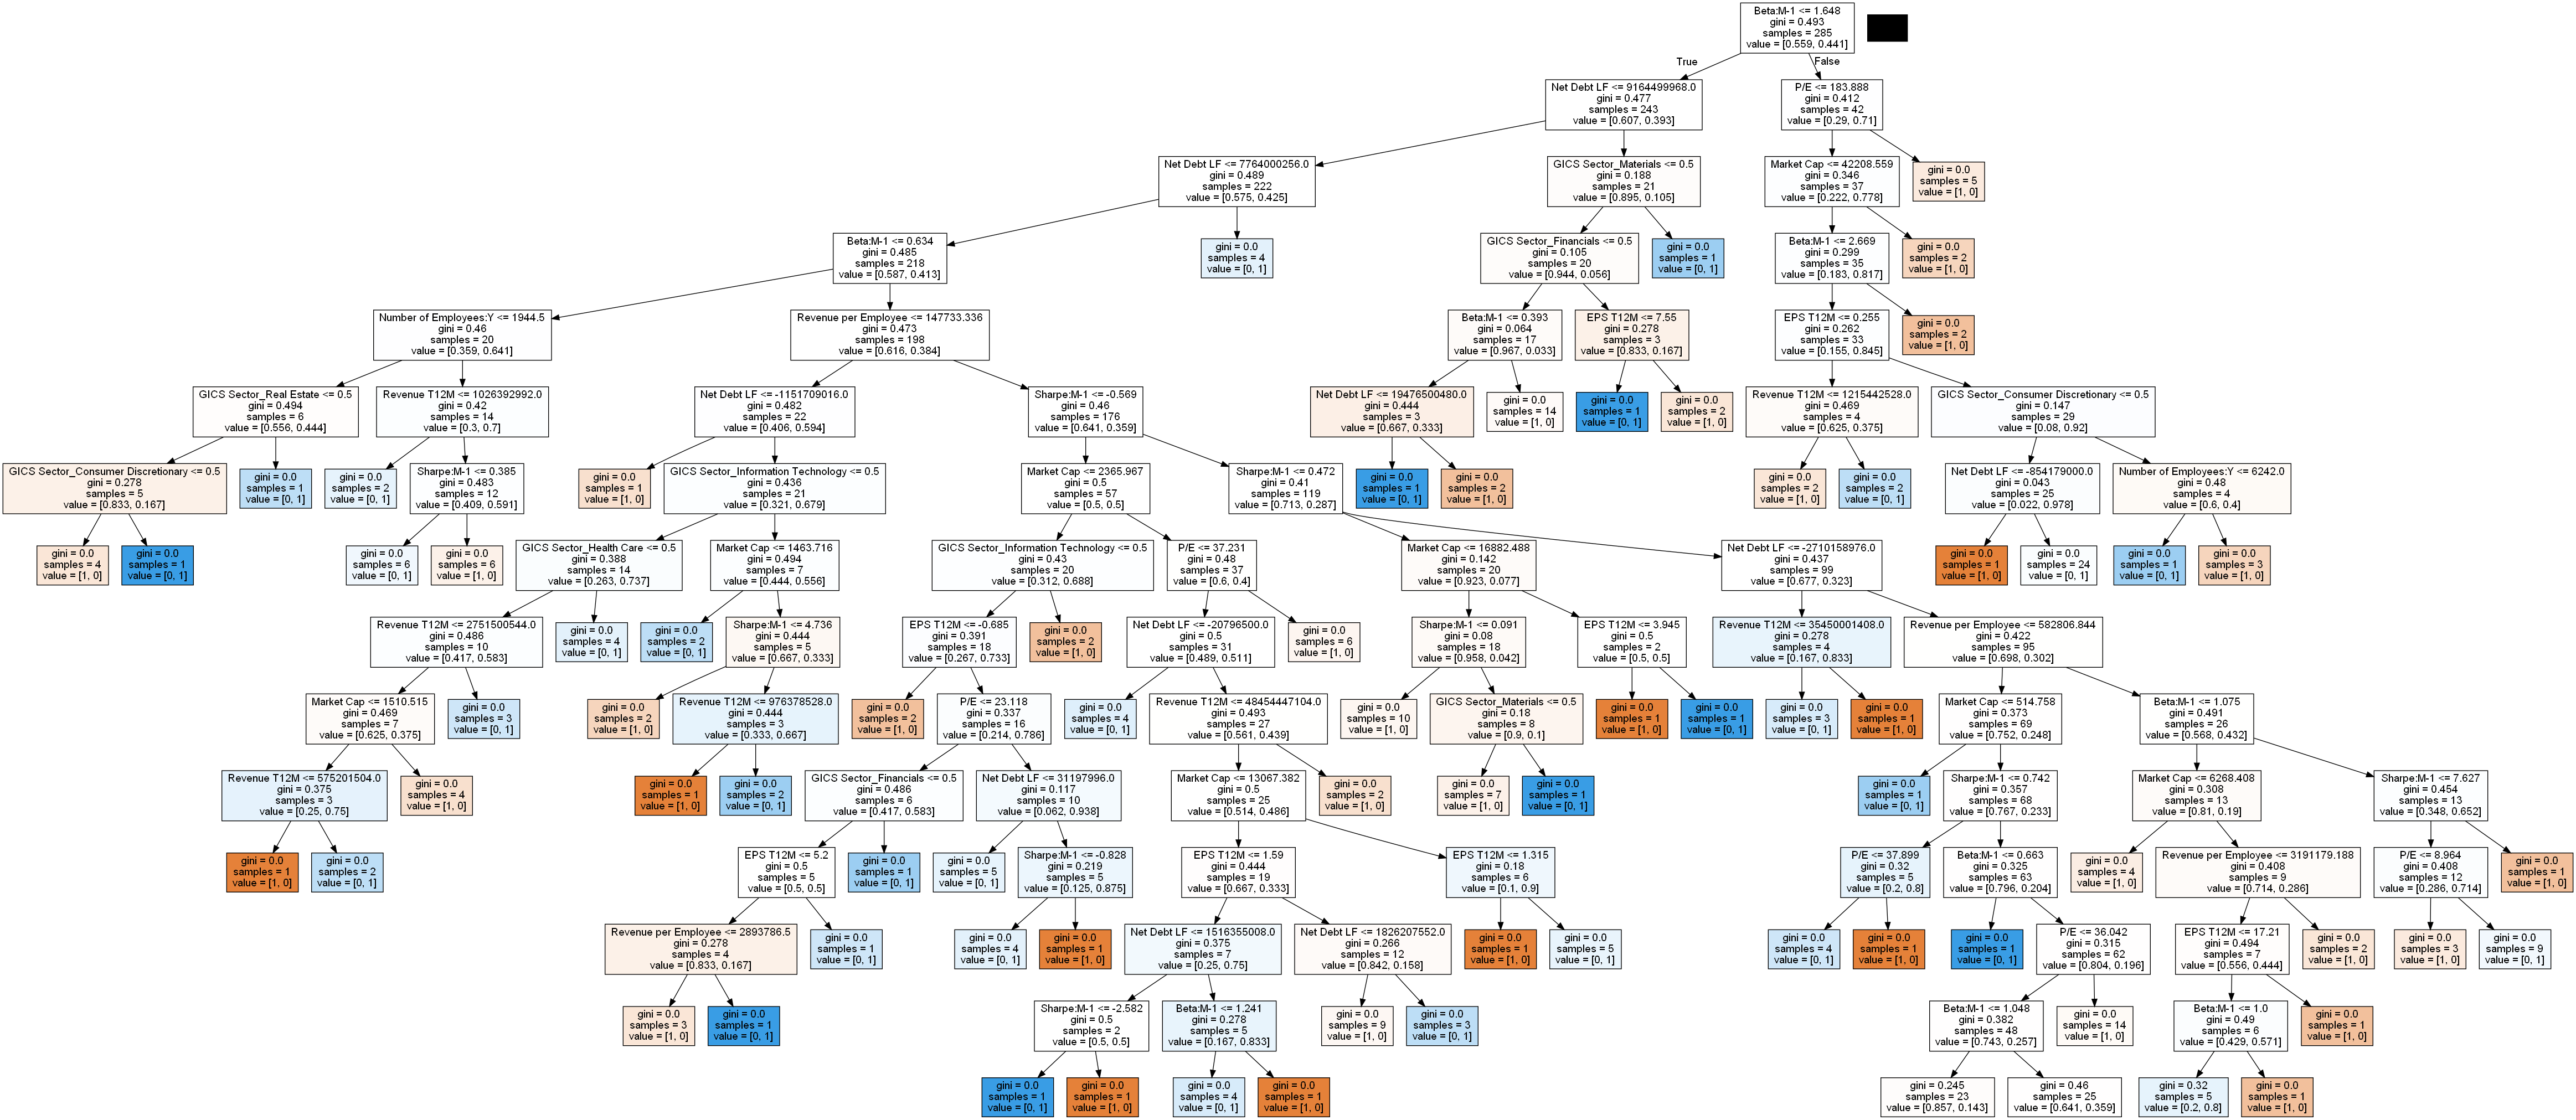 Beta:M-1 <= 1.648
gini = 0.493
samples = 285
value = [0.559, 0.441]
True
False
Net Debt LF <= 9164499968.0
gini = 0.477
samples = 243
value = [0.607, 0.393]
P/E <= 183.888
gini = 0.412
samples = 42
value = [0.29, 0.71]
Net Debt LF <= 7764000256.0
gini = 0.489
samples = 222
value = [0.575, 0.425]
GICS Sector_Materials <= 0.5
gini = 0.188
samples = 21
value = [0.895, 0.105]
Market Cap <= 42208.559
gini = 0.346
samples = 37
value = [0.222, 0.778]
gini = 0.0
samples = 5
value = [1, 0]
Beta:M-1 <= 0.634
gini = 0.485
samples = 218
value = [0.587, 0.413]
gini = 0.0
samples = 4
value = [0, 1]
GICS Sector_Financials <= 0.5
gini = 0.105
samples = 20
value = [0.944, 0.056]
gini = 0.0
samples = 1
value = [0, 1]
Beta:M-1 <= 2.669
gini = 0.299
samples = 35
value = [0.183, 0.817]
gini = 0.0
samples = 2
value = [1, 0]
Number of Employees:Y <= 1944.5
gini = 0.46
samples = 20
value = [0.359, 0.641]
Revenue per Employee <= 147733.336
gini = 0.473
samples = 198
value = [0.616, 0.384]
Beta:M-1 <= 0.393
gini = 0.064
samples = 17
value = [0.967, 0.033]
EPS T12M <= 7.55
gini = 0.278
samples = 3
value = [0.833, 0.167]
EPS T12M <= 0.255
gini = 0.262
samples = 33
value = [0.155, 0.845]
gini = 0.0
samples = 2
value = [1, 0]
GICS Sector_Real Estate <= 0.5
gini = 0.494
samples = 6
value = [0.556, 0.444]
Revenue T12M <= 1026392992.0
gini = 0.42
samples = 14
value = [0.3, 0.7]
Net Debt LF <= -1151709016.0
gini = 0.482
samples = 22
value = [0.406, 0.594]
Sharpe:M-1 <= -0.569
gini = 0.46
samples = 176
value = [0.641, 0.359]
Net Debt LF <= 19476500480.0
gini = 0.444
samples = 3
value = [0.667, 0.333]
gini = 0.0
samples = 14
value = [1, 0]
gini = 0.0
samples = 1
value = [0, 1]
gini = 0.0
samples = 2
value = [1, 0]
Revenue T12M <= 1215442528.0
gini = 0.469
samples = 4
value = [0.625, 0.375]
GICS Sector_Consumer Discretionary <= 0.5
gini = 0.147
samples = 29
value = [0.08, 0.92]
GICS Sector_Consumer Discretionary <= 0.5
gini = 0.278
samples = 5
value = [0.833, 0.167]
gini = 0.0
samples = 1
value = [0, 1]
gini = 0.0
samples = 2
value = [0, 1]
Sharpe:M-1 <= 0.385
gini = 0.483
samples = 12
value = [0.409, 0.591]
gini = 0.0
samples = 1
value = [1, 0]
GICS Sector_Information Technology <= 0.5
gini = 0.436
samples = 21
value = [0.321, 0.679]
Market Cap <= 2365.967
gini = 0.5
samples = 57
value = [0.5, 0.5]
Sharpe:M-1 <= 0.472
gini = 0.41
samples = 119
value = [0.713, 0.287]
gini = 0.0
samples = 1
value = [0, 1]
gini = 0.0
samples = 2
value = [1, 0]
gini = 0.0
samples = 2
value = [1, 0]
gini = 0.0
samples = 2
value = [0, 1]
Net Debt LF <= -854179000.0
gini = 0.043
samples = 25
value = [0.022, 0.978]
Number of Employees:Y <= 6242.0
gini = 0.48
samples = 4
value = [0.6, 0.4]
gini = 0.0
samples = 4
value = [1, 0]
gini = 0.0
samples = 1
value = [0, 1]
gini = 0.0
samples = 6
value = [0, 1]
gini = 0.0
samples = 6
value = [1, 0]
GICS Sector_Health Care <= 0.5
gini = 0.388
samples = 14
value = [0.263, 0.737]
Market Cap <= 1463.716
gini = 0.494
samples = 7
value = [0.444, 0.556]
GICS Sector_Information Technology <= 0.5
gini = 0.43
samples = 20
value = [0.312, 0.688]
P/E <= 37.231
gini = 0.48
samples = 37
value = [0.6, 0.4]
Market Cap <= 16882.488
gini = 0.142
samples = 20
value = [0.923, 0.077]
Net Debt LF <= -2710158976.0
gini = 0.437
samples = 99
value = [0.677, 0.323]
gini = 0.0
samples = 1
value = [1, 0]
gini = 0.0
samples = 24
value = [0, 1]
gini = 0.0
samples = 1
value = [0, 1]
gini = 0.0
samples = 3
value = [1, 0]
Revenue T12M <= 2751500544.0
gini = 0.486
samples = 10
value = [0.417, 0.583]
gini = 0.0
samples = 4
value = [0, 1]
gini = 0.0
samples = 2
value = [0, 1]
Sharpe:M-1 <= 4.736
gini = 0.444
samples = 5
value = [0.667, 0.333]
EPS T12M <= -0.685
gini = 0.391
samples = 18
value = [0.267, 0.733]
gini = 0.0
samples = 2
value = [1, 0]
Net Debt LF <= -20796500.0
gini = 0.5
samples = 31
value = [0.489, 0.511]
gini = 0.0
samples = 6
value = [1, 0]
Sharpe:M-1 <= 0.091
gini = 0.08
samples = 18
value = [0.958, 0.042]
EPS T12M <= 3.945
gini = 0.5
samples = 2
value = [0.5, 0.5]
Revenue T12M <= 35450001408.0
gini = 0.278
samples = 4
value = [0.167, 0.833]
Revenue per Employee <= 582806.844
gini = 0.422
samples = 95
value = [0.698, 0.302]
Market Cap <= 1510.515
gini = 0.469
samples = 7
value = [0.625, 0.375]
gini = 0.0
samples = 3
value = [0, 1]
gini = 0.0
samples = 2
value = [1, 0]
Revenue T12M <= 976378528.0
gini = 0.444
samples = 3
value = [0.333, 0.667]
gini = 0.0
samples = 2
value = [1, 0]
P/E <= 23.118
gini = 0.337
samples = 16
value = [0.214, 0.786]
gini = 0.0
samples = 4
value = [0, 1]
Revenue T12M <= 48454447104.0
gini = 0.493
samples = 27
value = [0.561, 0.439]
gini = 0.0
samples = 10
value = [1, 0]
GICS Sector_Materials <= 0.5
gini = 0.18
samples = 8
value = [0.9, 0.1]
gini = 0.0
samples = 1
value = [1, 0]
gini = 0.0
samples = 1
value = [0, 1]
gini = 0.0
samples = 3
value = [0, 1]
gini = 0.0
samples = 1
value = [1, 0]
Market Cap <= 514.758
gini = 0.373
samples = 69
value = [0.752, 0.248]
Beta:M-1 <= 1.075
gini = 0.491
samples = 26
value = [0.568, 0.432]
Revenue T12M <= 575201504.0
gini = 0.375
samples = 3
value = [0.25, 0.75]
gini = 0.0
samples = 4
value = [1, 0]
gini = 0.0
samples = 1
value = [1, 0]
gini = 0.0
samples = 2
value = [0, 1]
GICS Sector_Financials <= 0.5
gini = 0.486
samples = 6
value = [0.417, 0.583]
Net Debt LF <= 31197996.0
gini = 0.117
samples = 10
value = [0.062, 0.938]
Market Cap <= 13067.382
gini = 0.5
samples = 25
value = [0.514, 0.486]
gini = 0.0
samples = 2
value = [1, 0]
gini = 0.0
samples = 7
value = [1, 0]
gini = 0.0
samples = 1
value = [0, 1]
gini = 0.0
samples = 1
value = [0, 1]
Sharpe:M-1 <= 0.742
gini = 0.357
samples = 68
value = [0.767, 0.233]
Market Cap <= 6268.408
gini = 0.308
samples = 13
value = [0.81, 0.19]
Sharpe:M-1 <= 7.627
gini = 0.454
samples = 13
value = [0.348, 0.652]
gini = 0.0
samples = 1
value = [1, 0]
gini = 0.0
samples = 2
value = [0, 1]
EPS T12M <= 5.2
gini = 0.5
samples = 5
value = [0.5, 0.5]
gini = 0.0
samples = 1
value = [0, 1]
gini = 0.0
samples = 5
value = [0, 1]
Sharpe:M-1 <= -0.828
gini = 0.219
samples = 5
value = [0.125, 0.875]
EPS T12M <= 1.59
gini = 0.444
samples = 19
value = [0.667, 0.333]
EPS T12M <= 1.315
gini = 0.18
samples = 6
value = [0.1, 0.9]
P/E <= 37.899
gini = 0.32
samples = 5
value = [0.2, 0.8]
Beta:M-1 <= 0.663
gini = 0.325
samples = 63
value = [0.796, 0.204]
gini = 0.0
samples = 4
value = [1, 0]
Revenue per Employee <= 3191179.188
gini = 0.408
samples = 9
value = [0.714, 0.286]
P/E <= 8.964
gini = 0.408
samples = 12
value = [0.286, 0.714]
gini = 0.0
samples = 1
value = [1, 0]
Revenue per Employee <= 2893786.5
gini = 0.278
samples = 4
value = [0.833, 0.167]
gini = 0.0
samples = 1
value = [0, 1]
gini = 0.0
samples = 4
value = [0, 1]
gini = 0.0
samples = 1
value = [1, 0]
Net Debt LF <= 1516355008.0
gini = 0.375
samples = 7
value = [0.25, 0.75]
Net Debt LF <= 1826207552.0
gini = 0.266
samples = 12
value = [0.842, 0.158]
gini = 0.0
samples = 1
value = [1, 0]
gini = 0.0
samples = 5
value = [0, 1]
gini = 0.0
samples = 4
value = [0, 1]
gini = 0.0
samples = 1
value = [1, 0]
gini = 0.0
samples = 1
value = [0, 1]
P/E <= 36.042
gini = 0.315
samples = 62
value = [0.804, 0.196]
EPS T12M <= 17.21
gini = 0.494
samples = 7
value = [0.556, 0.444]
gini = 0.0
samples = 2
value = [1, 0]
gini = 0.0
samples = 3
value = [1, 0]
gini = 0.0
samples = 9
value = [0, 1]
gini = 0.0
samples = 3
value = [1, 0]
gini = 0.0
samples = 1
value = [0, 1]
Sharpe:M-1 <= -2.582
gini = 0.5
samples = 2
value = [0.5, 0.5]
Beta:M-1 <= 1.241
gini = 0.278
samples = 5
value = [0.167, 0.833]
gini = 0.0
samples = 9
value = [1, 0]
gini = 0.0
samples = 3
value = [0, 1]
Beta:M-1 <= 1.048
gini = 0.382
samples = 48
value = [0.743, 0.257]
gini = 0.0
samples = 14
value = [1, 0]
Beta:M-1 <= 1.0
gini = 0.49
samples = 6
value = [0.429, 0.571]
gini = 0.0
samples = 1
value = [1, 0]
gini = 0.0
samples = 1
value = [0, 1]
gini = 0.0
samples = 1
value = [1, 0]
gini = 0.0
samples = 4
value = [0, 1]
gini = 0.0
samples = 1
value = [1, 0]
gini = 0.245
samples = 23
value = [0.857, 0.143]
gini = 0.46
samples = 25
value = [0.641, 0.359]
gini = 0.32
samples = 5
value = [0.2, 0.8]
gini = 0.0
samples = 1
value = [1, 0]